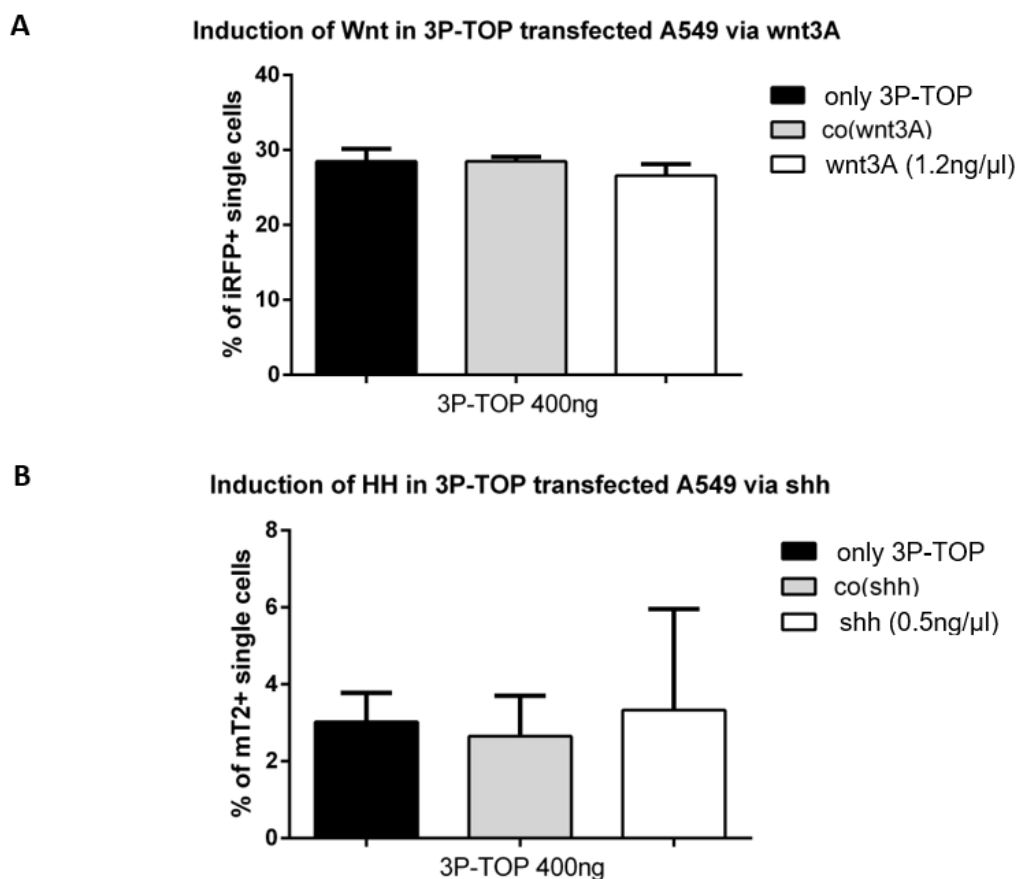 A
Induction of Wnt in 3P-TOP transfected A549 via wnt3A
% of iRFP+ single cells
40
30
20
10
0
3P-TOP 400ng
only 3P-TOP
co(wnt3A)
wnt3A (1.2ng/µl)
B
Induction of HH in 3P-TOP transfected A549 via shh
% of mT2+ single cells
8
6
4
2
0
3P-TOP 400ng
only 3P-TOP
co(shh)
shh (0.5ng/µl)